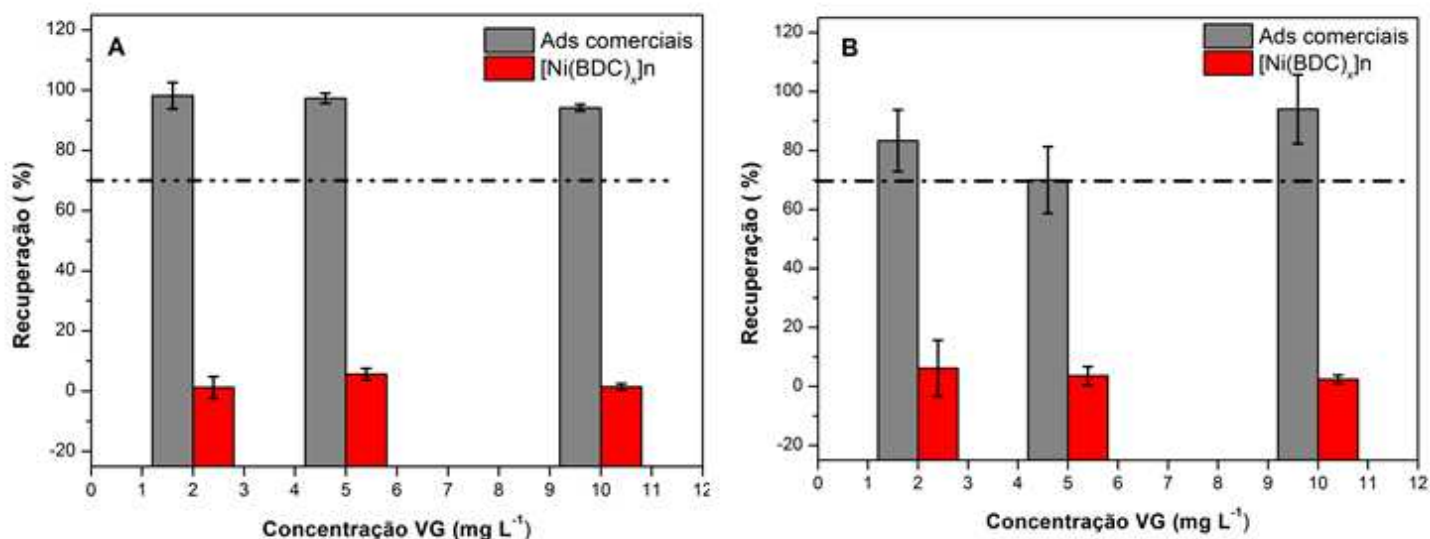 A
Ads comerciais
[Ni(BDC)x]n
120
100
80
60
40
20
0
-20
Recuperação ( %)
0 1 2 3 4 5 6 7 8 9 10 11 12
Concentração VG (mg L-1)
B
Ads comerciais
[Ni(BDC)x]n
120
100
80
60
40
20
0
-20
Recuperação ( %)
0 1 2 3 4 5 6 7 8 9 10 11 12
Concentração VG (mg L-1)